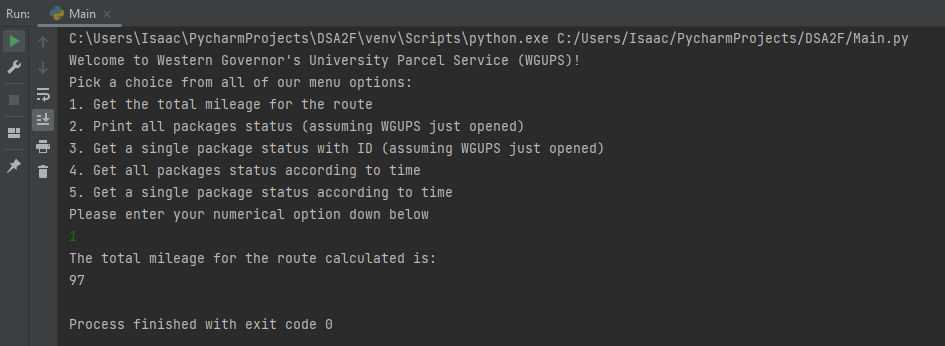 Run: Main
C:\Users\Isaac\PycharmProjects\DSA2F\venv\Scripts\python.exe C:/Users/Isaac/PycharmProjects/DSA2F/Main.py
Welcome to Western Governor's University Parcel Service (WGUPS)!
Pick a choice from all of our menu options:
1. Get the total mileage for the route
2. Print all packages status (assuming WGUPS just opened)
3. Get a single package status with ID (assuming WGUPS just opened)
4. Get all packages status according to time
5. Get a single package status according to time
Please enter your numerical option down below
1
The total mileage for the route calculated is:
97
Process finished with exit code 0